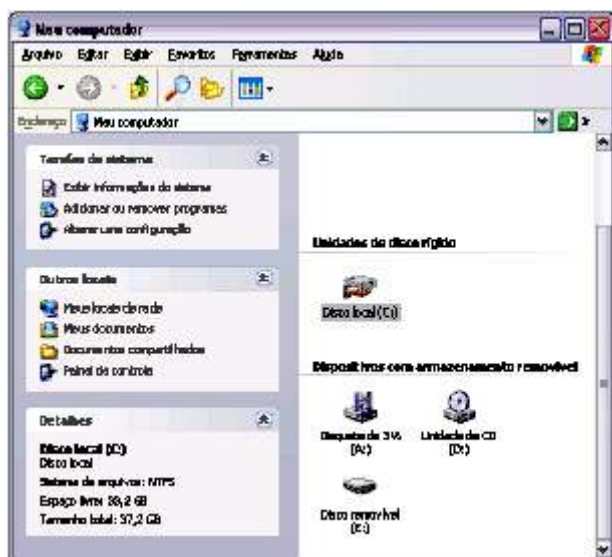 Meu computador
Arquivo Editar Exibir Favoritos Ferramentas Ajuda
Endereço Meu computador
Tarefas do sistema
Exibir informações do sistema
Adicionar ou remover programas
Alterar uma configuração
Outros locais
Meus locais de rede
Meus documentos
Documentos compartilhados
Painel de controle
Detalhes
Disco local (C:)
Disco local
Sistema de arquivos: NTFS
Espaço livre:
Tamanho total: 37,2 GB
Unidades de disco rígido
Disco local (C:)
Dispositivos com armazenamento removível
Disquete de 3½
(A:)
Unidade de CD
(D:)
Disco removível
(E:)